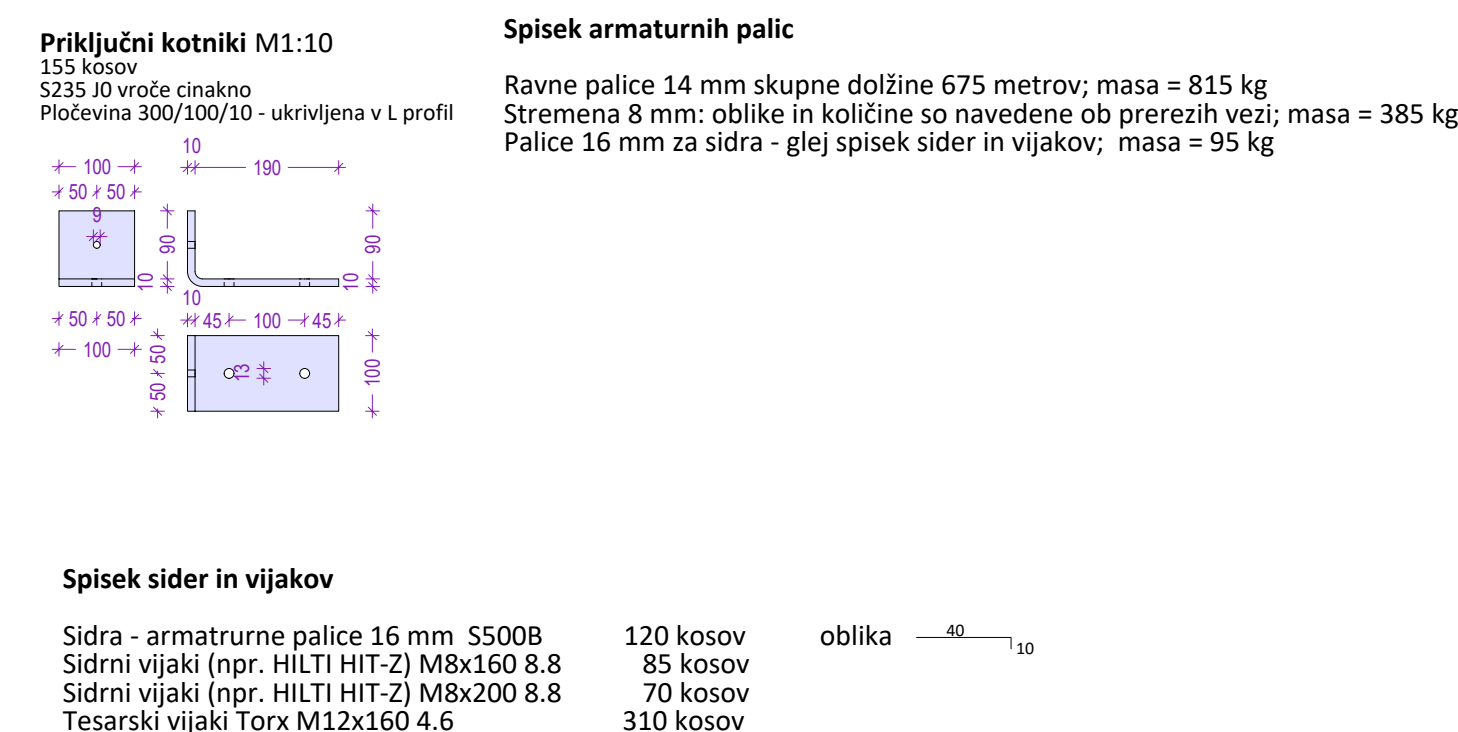 Priključni kotniki M1:10
155 kosov
S235 J0 vroče cinakno
Pločevina 300/100/10 - ukrivljena v L profil
10
100
190
50 50
9
90
90
10
10
10
50 50
45 100 45
100
50 50
13
100
Spisek armaturnih palic
Ravne palice 14 mm skupne dolžine 675 metrov; masa = 815 kg
Stremena 8 mm: oblike in količine so navedene ob prerezih vezi; masa = 385 kg
Palice 16 mm za sidra - glej spisek sider in vijakov; masa = 95 kg
Spisek sider in vijakov
Sidra - armatrurne palice 16 mm S500B 120 kosov oblika 40 10
Sidrni vijaki (npr. HILTI HIT-Z) M8x160 8.8 85 kosov
Sidrni vijaki (npr. HILTI HIT-Z) M8x200 8.8 70 kosov
Tesarski vijaki Torx M12x160 4.6 310 kosov